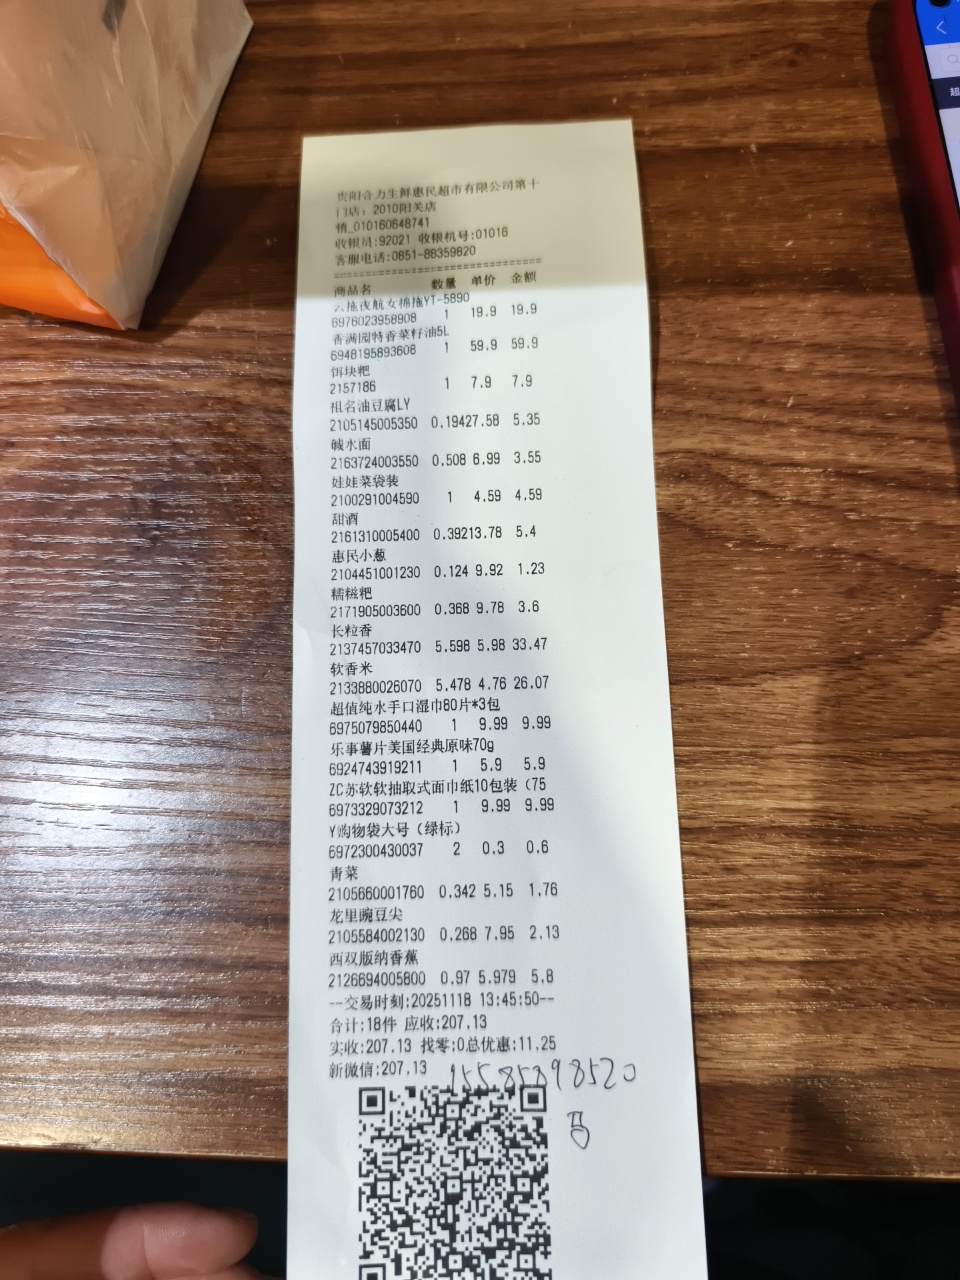 贵阳合力生鲜惠民超市有限公司第十
门店：2010阳关店
销_010160648741
收银员:92021 收银机号:01016
客服电话:0851-88359820
商品名 数量 单价 金额
云拖夜航女棉拖YT-5890
6976023958908 1 19.9 19.9
香满园特香菜籽油5L
6948195893608 1 59.9 59.9
饵块粑
2157186 1 7.9 7.9
祖名油豆腐LY
2105145005350 0.19427.58 5.35
碱水面
2163724003550 0.508 6.99 3.55
娃娃菜袋装
2100291004590 1 4.59 4.59
甜酒
2161310005400 0.39213.78 5.4
惠民小葱
2104451001230 0.124 9.92 1.23
糯糍粑
2171905003600 0.368 9.78 3.6
长粒香
2137457033470 5.598 5.98 33.47
软香米
2133880026070 5.478 4.76 26.07
超值纯水手口湿巾80片*3包
6975079850440 1 9.99 9.99
乐事薯片美国经典原味70g
6924743919211 1 5.9 5.9
ZC苏软软抽取式面巾纸10包装（75
6973329073212 1 9.99 9.99
Y购物袋大号（绿标）
6972300430037 2 0.3 0.6
青菜
2105660001760 0.342 5.15 1.76
龙里豌豆尖
2105584002130 0.268 7.95 2.13
西双版纳香蕉
2126694005800 0.97 5.979 5.8
--交易时刻:20251118 13:45:50--
合计:18件 应收:207.13
实收:207.13 找零:0总优惠:11.25
新微信:207.13
超